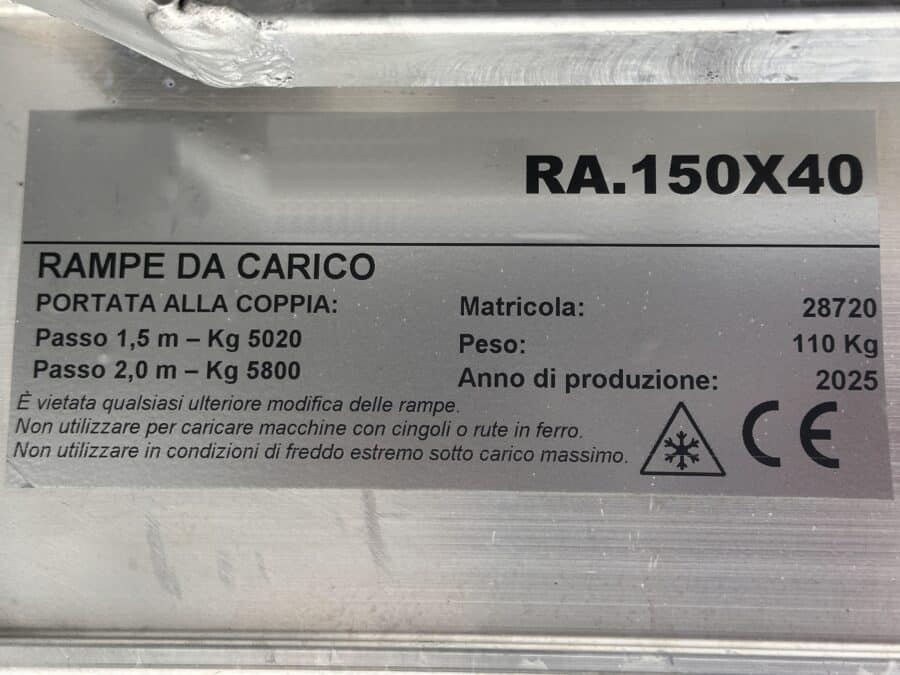 RA.150X40
RAMPE DA CARICO
PORTATA ALLA COPPIA:
Passo 1,5 m – Kg 5020
Passo 2,0 m – Kg 5800
Matricola: 28720
Peso: 110 Kg
Anno di produzione: 2025
È vietata qualsiasi ulteriore modifica delle rampe.
Non utilizzare per caricare macchine con cingoli o rute in ferro.
Non utilizzare in condizioni di freddo estremo sotto carico massimo.
CE